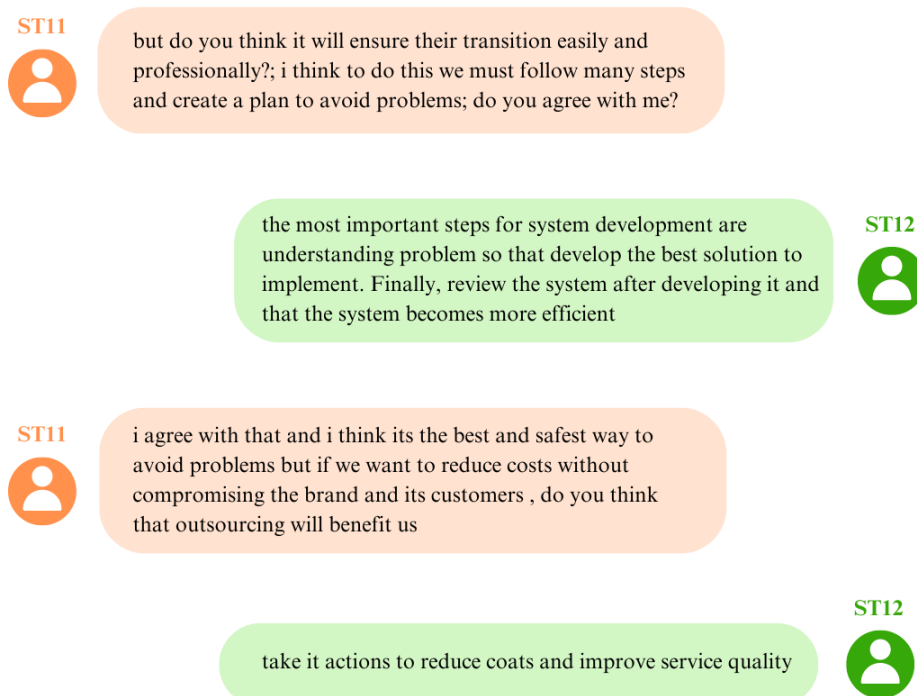 ST11
but do you think it will ensure their transition easily and
professionally?; i think to do this we must follow many steps
and create a plan to avoid problems; do you agree with me?
ST12
the most important steps for system development are
understanding problem so that develop the best solution to
implement. Finally, review the system after developing it and
that the system becomes more efficient
ST11
i agree with that and i think its the best and safest way to
avoid problems but if we want to reduce costs without
compromising the brand and its customers , do you think
that outsourcing will benefit us
ST12
take it actions to reduce coats and improve service quality